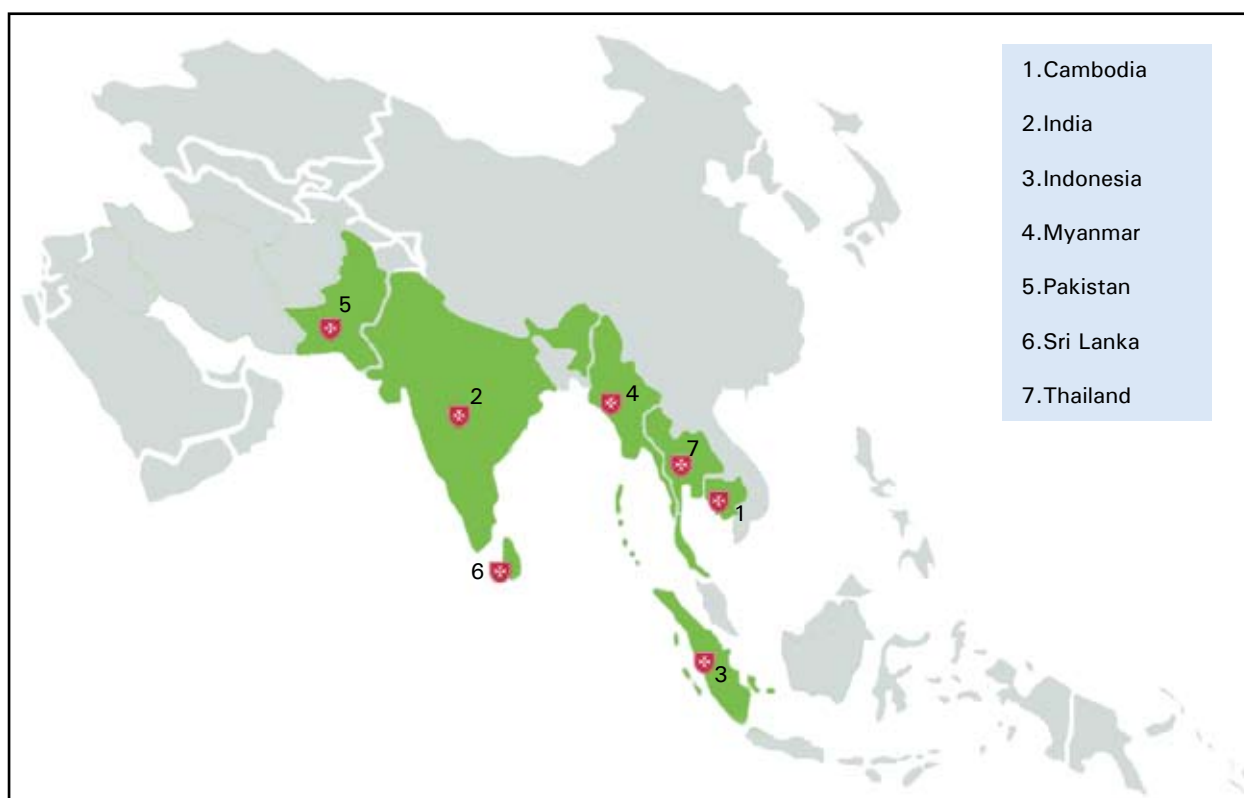 1.Cambodia
2.India
3.Indonesia
4.Myanmar
5.Pakistan
6.Sri Lanka
7.Thailand
5
2
4
7
1
6
3